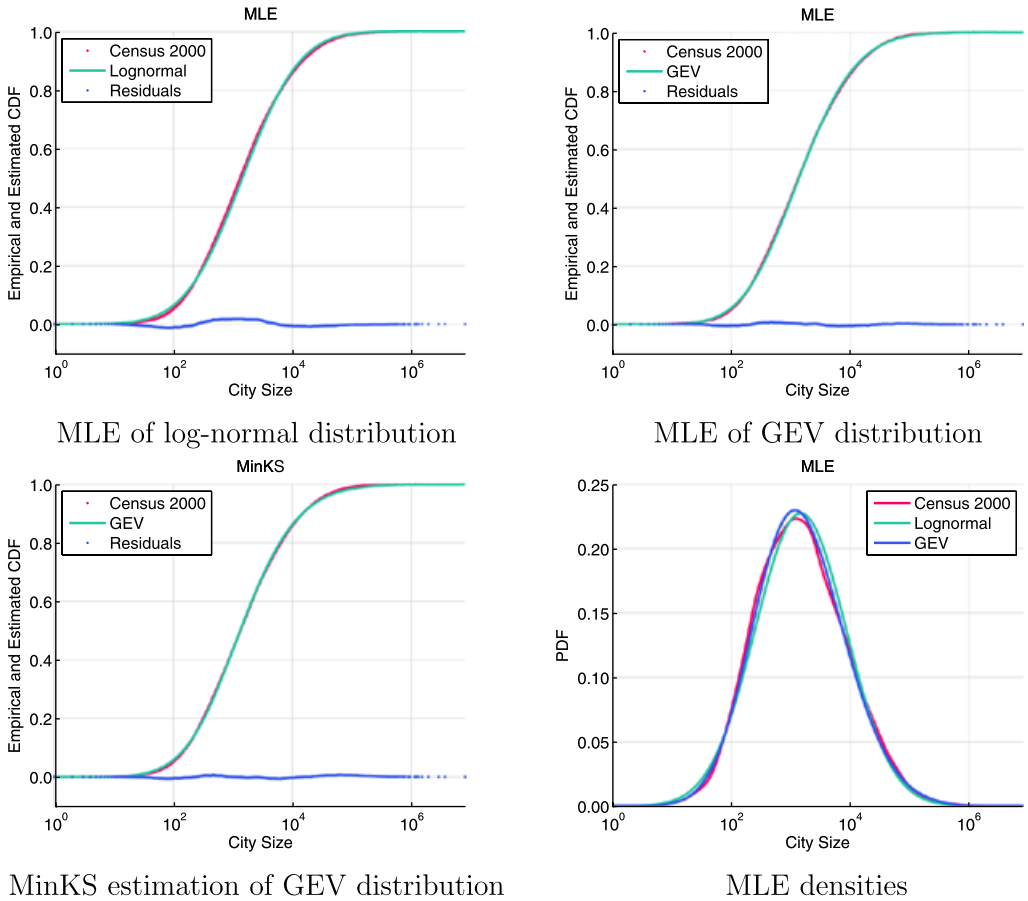 MLE
1.0
0.8
0.6
0.4
0.2
0.0
Empirical and Estimated CDF
Census 2000
Lognormal
Residuals
10^0 10^2 10^4 10^6
City Size
MLE of log-normal distribution
MLE
1.0
0.8
0.6
0.4
0.2
0.0
Empirical and Estimated CDF
Census 2000
GEV
Residuals
10^0 10^2 10^4 10^6
City Size
MLE of GEV distribution
MinKS
1.0
0.8
0.6
0.4
0.2
0.0
Empirical and Estimated CDF
Census 2000
GEV
Residuals
10^0 10^2 10^4 10^6
City Size
MinKS estimation of GEV distribution
MLE
0.25
0.20
0.15
0.10
0.05
0.00
PDF
Census 2000
Lognormal
GEV
10^0 10^2 10^4 10^6
City Size
MLE densities